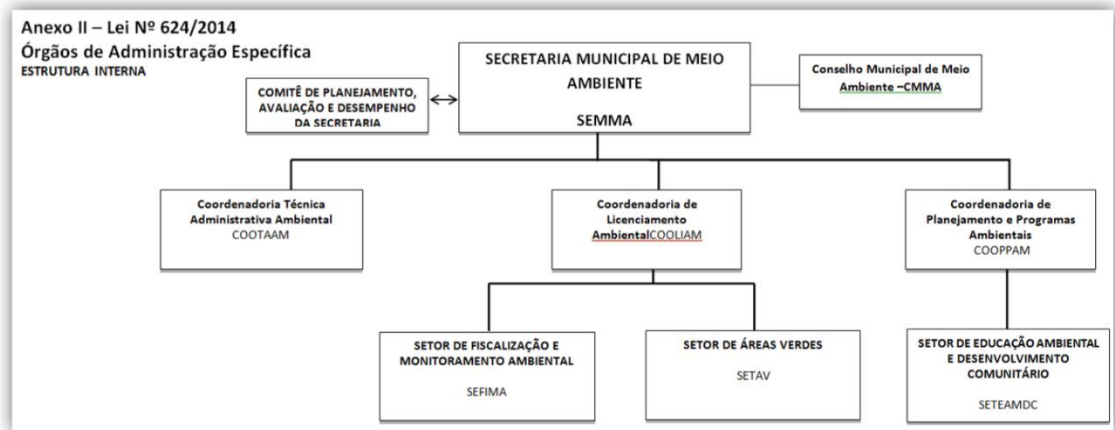 Anexo II – Lei Nº 624/2014
Órgãos de Administração Específica
ESTRUTURA INTERNA
SECRETARIA MUNICIPAL DE MEIO
AMBIENTE
SEMMA
COMITÊ DE PLANEJAMENTO,
AVALIAÇÃO E DESEMPENHO
DA SECRETARIA
Conselho Municipal de Meio
Ambiente –CMMA
Coordenadoria Técnica
Administrativa Ambiental
COOTAAM
Coordenadoria de
Licenciamento
AmbientalCOOLIAM
Coordenadoria de
Planejamento e Programas
Ambientais
COOPPAM
SETOR DE FISCALIZAÇÃO E
MONITORAMENTO AMBIENTAL
SEFIMA
SETOR DE ÁREAS VERDES
SETAV
SETOR DE EDUCAÇÃO AMBIENTAL
E DESENVOLVIMENTO
COMUNITÁRIO
SETEAMDC